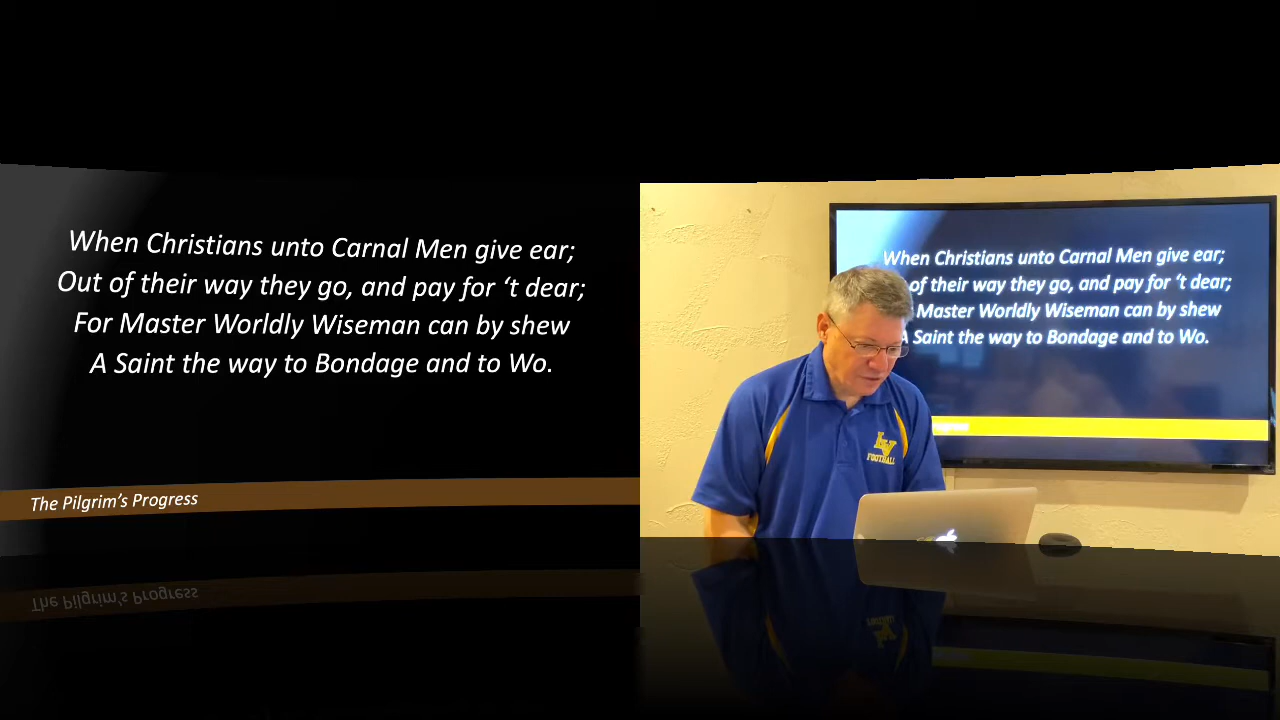 When Christians unto Carnal Men give ear;
Out of their way they go, and pay for ‘t dear;
For Master Worldly Wiseman can by shew
A Saint the way to Bondage and to Wo.
The Pilgrim’s Progress
When Christians unto Carnal Men give ear;
of their way they go, and pay for ‘t dear;
Master Worldly Wiseman can by shew
A Saint the way to Bondage and to Wo.
LV
FOOTBALL